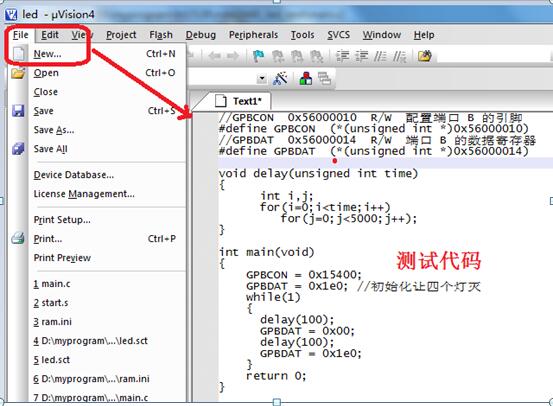 led - µVision4
File Edit View Project Flash Debug Peripherals Tools SVCS Window Help
New... Ctrl+N
Open Ctrl+O
Close
Save Ctrl+S
Save As...
Save All
Device Database...
License Management...
Print Setup...
Print... Ctrl+P
Print Preview
1 main.c
2 start.s
3 ram.ini
4 D:\myprogram\...\led.sct
5 led.sct
6 D:\myprogram\...\ram.ini
7 D:\myprogram\...\main.c
Text1*
//GPBCON 0x56000010 R/W 配置端口 B 的引脚
#define GPBCON (*(unsigned int *)0x56000010)
//GPBDAT 0x56000014 R/W 端口 B 的数据寄存器
#define GPBDAT (*(unsigned int *)0x56000014)
void delay(unsigned int time)
{
int i,j;
for(i=0;i<time;i++)
for(j=0;j<5000;j++);
}
int main(void)
{
GPBCON = 0x15400;
GPBDAT = 0x1e0; //初始化让四个灯灭
while(1)
{
delay(100);
GPBDAT = 0x00;
delay(100);
GPBDAT = 0x1e0;
}
return 0;
}
测试代码